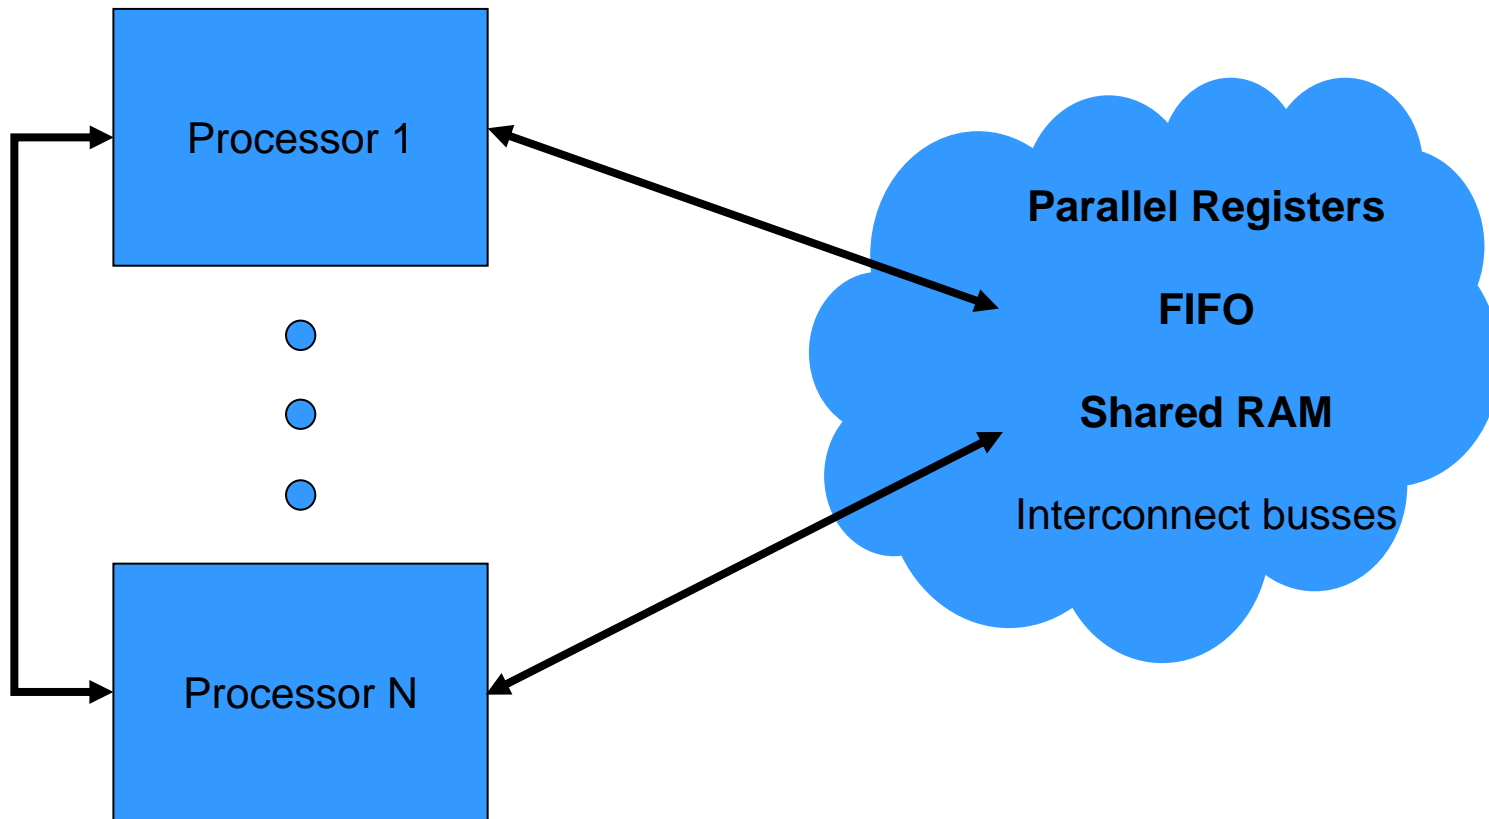 Processor 1
Parallel Registers
FIFO
Shared RAM
Interconnect busses
Processor N